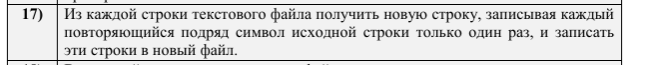 17) Из каждой строки текстового файла получить новую строку, записывая каждый
повторяющийся подряд символ исходной строки только один раз, и записать
эти строки в новый файл.